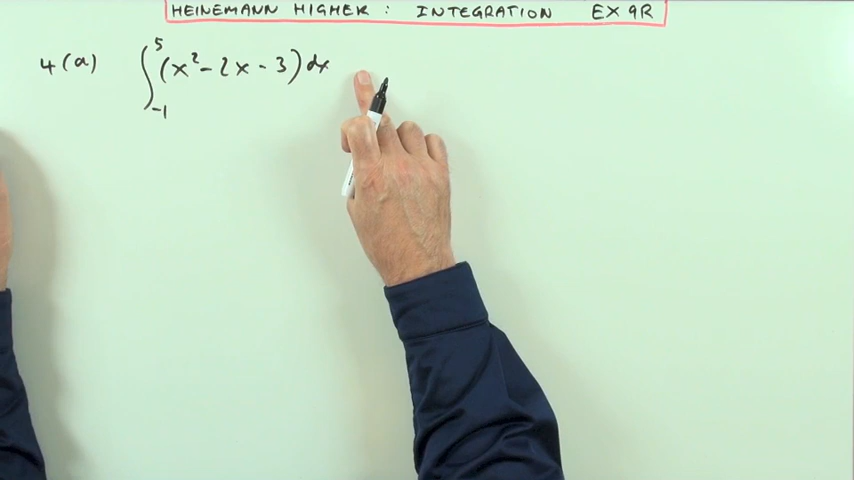 HEINEMANN HIGHER : INTEGRATION EX 9R
4(a) ∫₋₁⁵ (x² - 2x - 3) dx